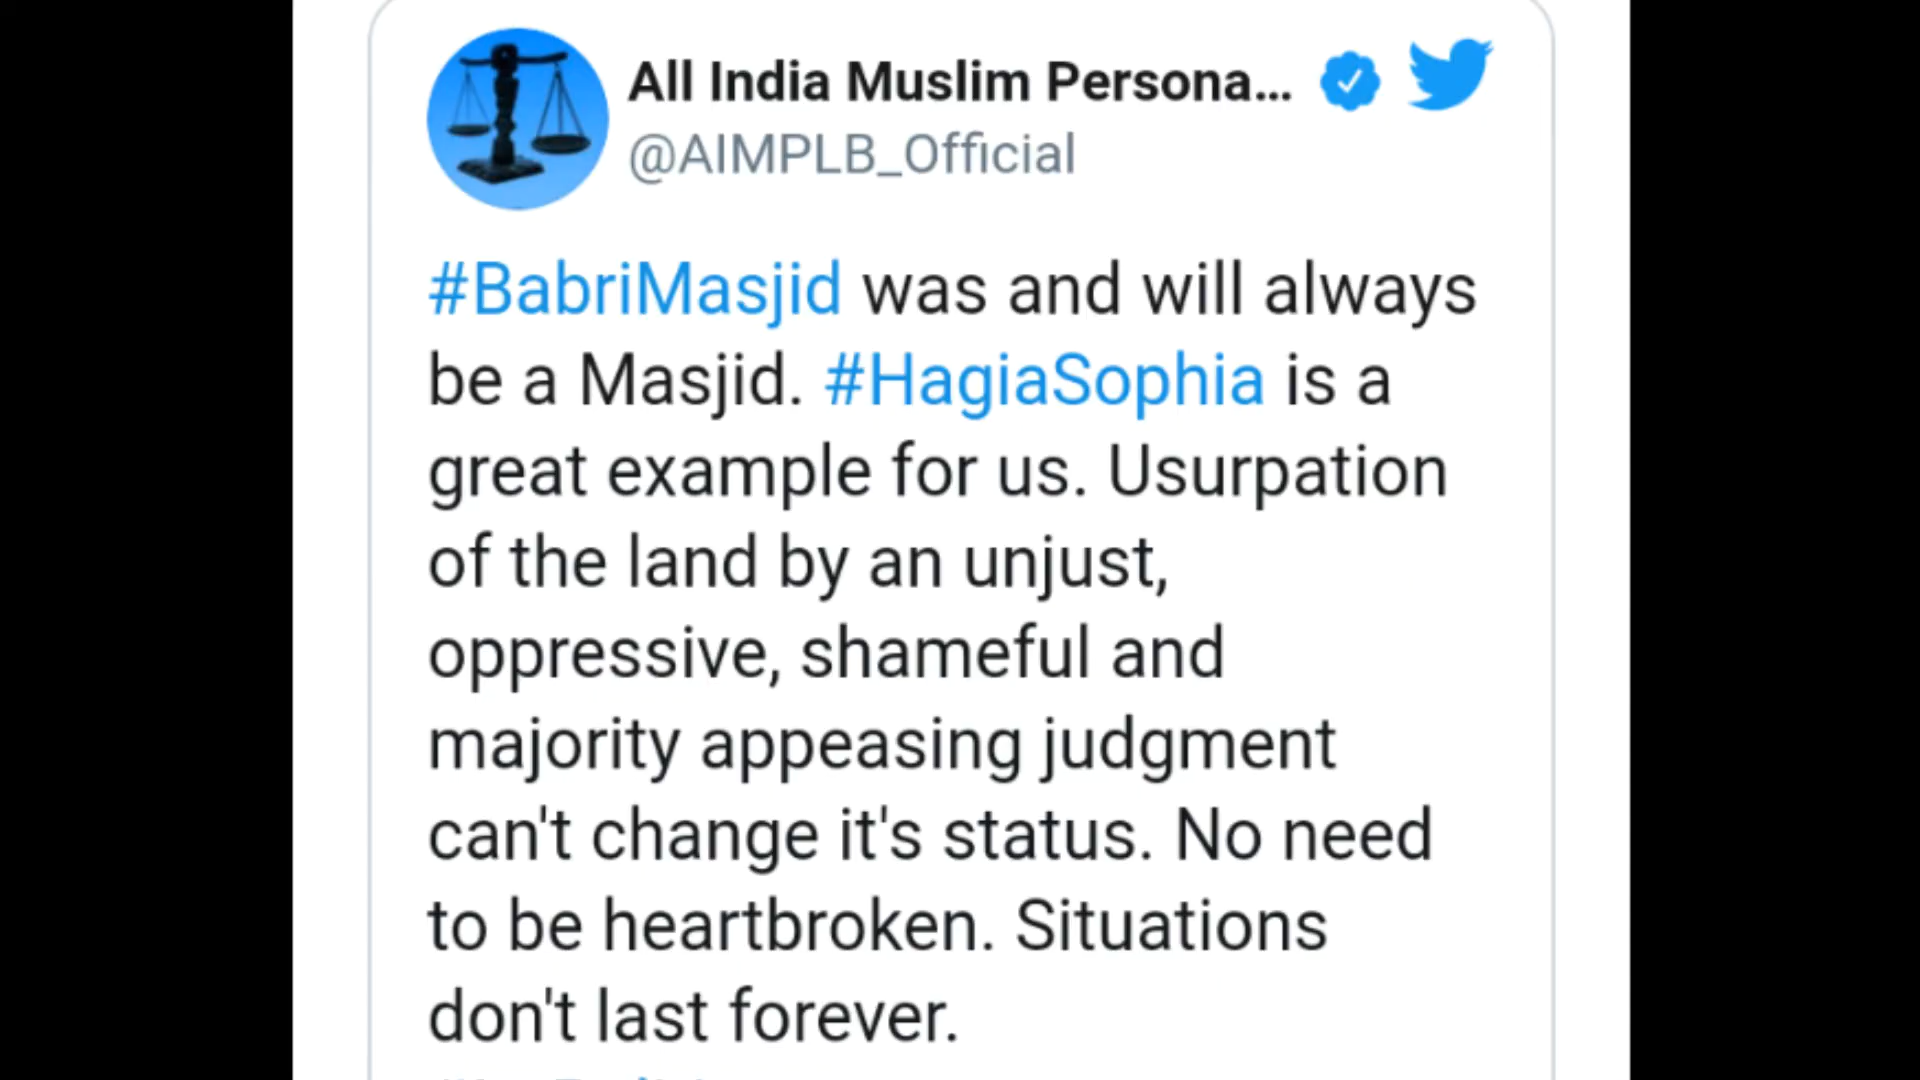 All India Muslim Persona...
@AIMPLB_Official
#BabriMasjid was and will always
be a Masjid. #HagiaSophia is a
great example for us. Usurpation
of the land by an unjust,
oppressive, shameful and
majority appeasing judgment
can't change it's status. No need
to be heartbroken. Situations
don't last forever.